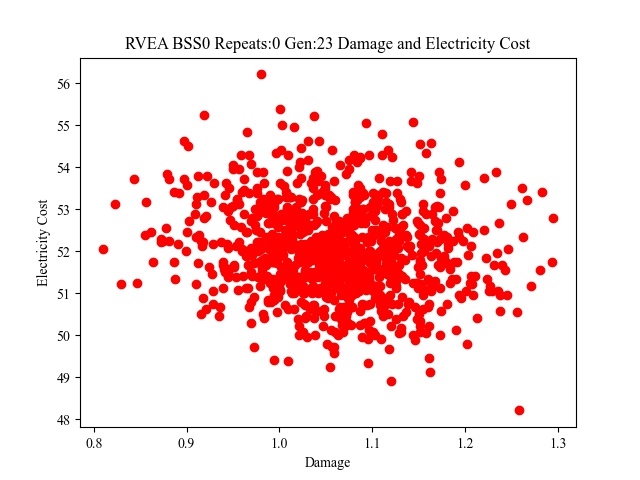 RVEA BSS0 Repeats:0 Gen:23 Damage and Electricity Cost
56
55
54
53
52
51
50
49
48
Electricity Cost
0.8 0.9 1.0 1.1 1.2 1.3
Damage